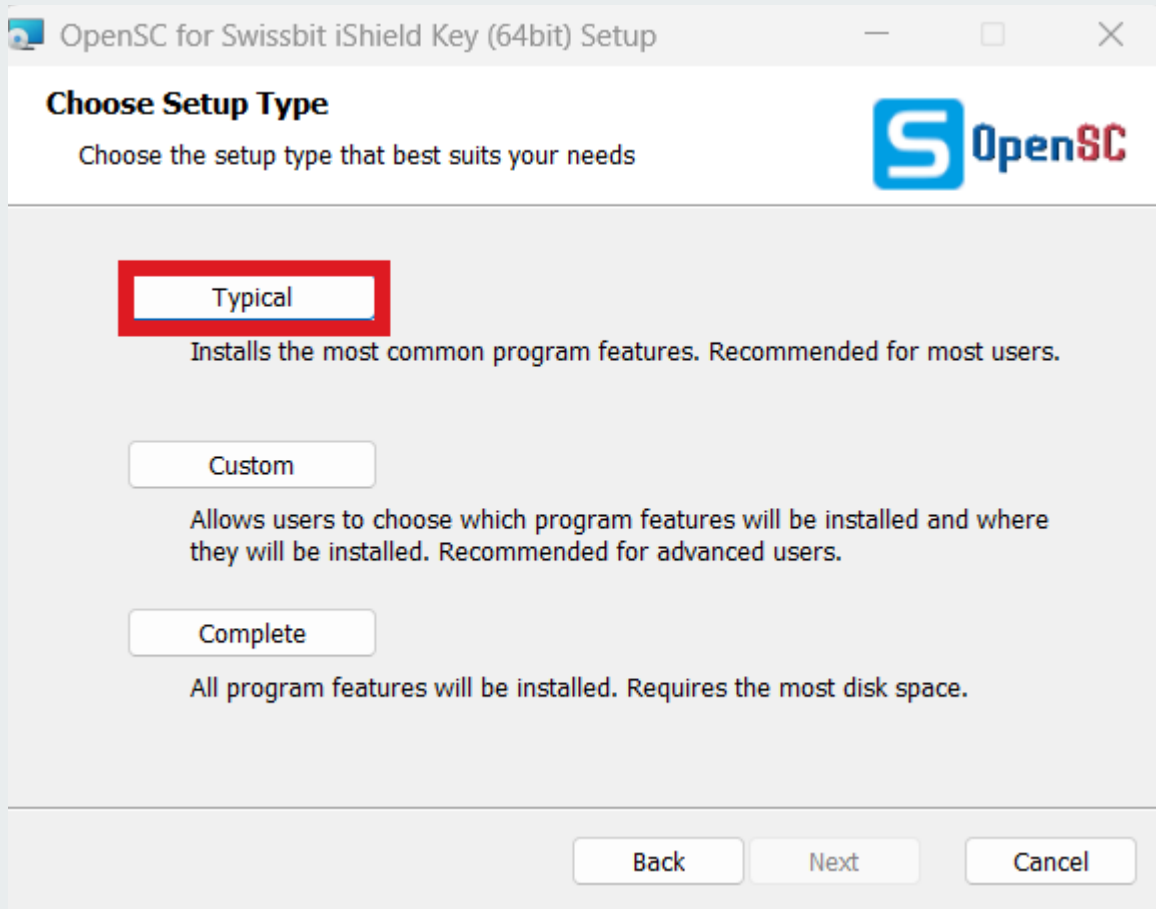 OpenSC for Swissbit iShield Key (64bit) Setup
Choose Setup Type
Choose the setup type that best suits your needs
S OpenSC
Typical
Installs the most common program features. Recommended for most users.
Custom
Allows users to choose which program features will be installed and where
they will be installed. Recommended for advanced users.
Complete
All program features will be installed. Requires the most disk space.
Back Next Cancel